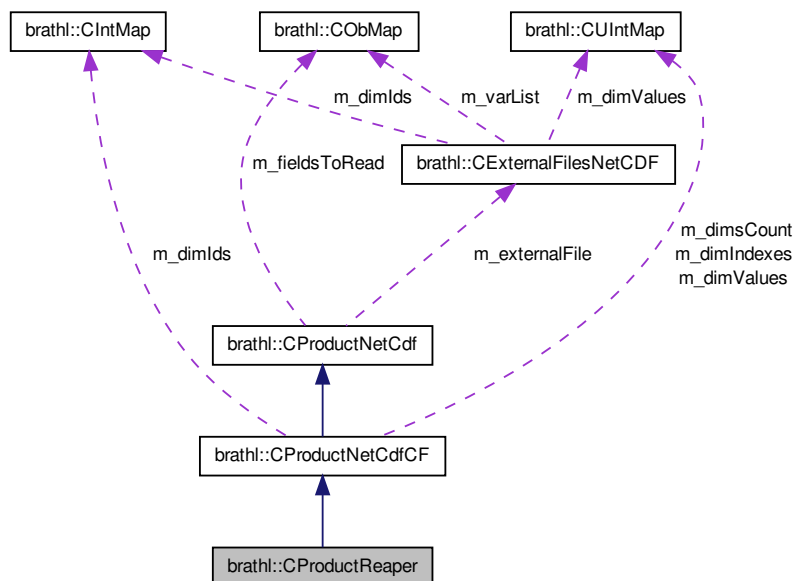 brathl::CIntMap
brathl::CObMap
brathl::CUIntMap
m_dimIds
m_varList
m_dimValues
m_fieldsToRead
brathl::CExternalFilesNetCDF
m_dimIds
m_externalFile
m_dimsCount
m_dimIndexes
m_dimValues
brathl::CProductNetCdf
brathl::CProductNetCdfCF
brathl::CProductReaper